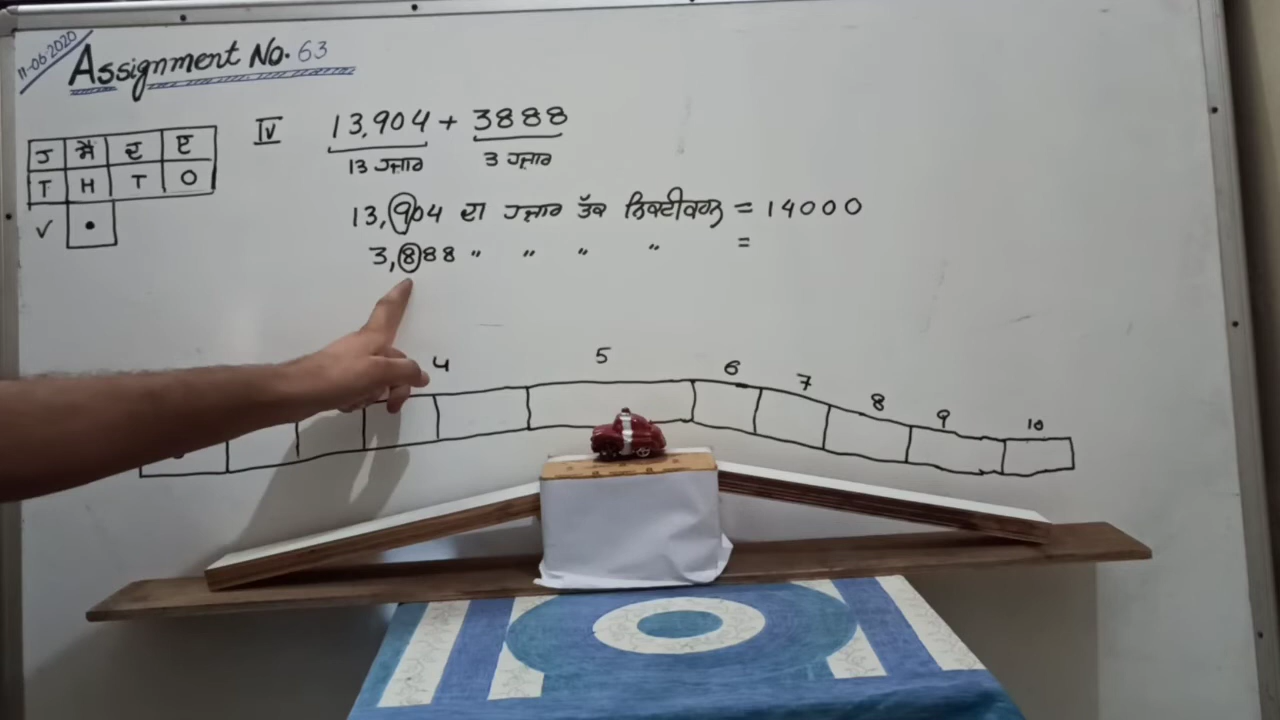 11-06-2020
Assignment No. 63
IV 13,904 + 3888
13 ਹਜ਼ਾਰ 3 ਹਜ਼ਾਰ
ਹ ਸੈਂ ਦ ਏ
T H T O
✓ •
13,904 ਦਾ ਹਜ਼ਾਰ ਤੱਕ ਨਿਕਟੀਕਰਨ = 14000
3,888 " " " " =
4 5 6 7 8 9 10